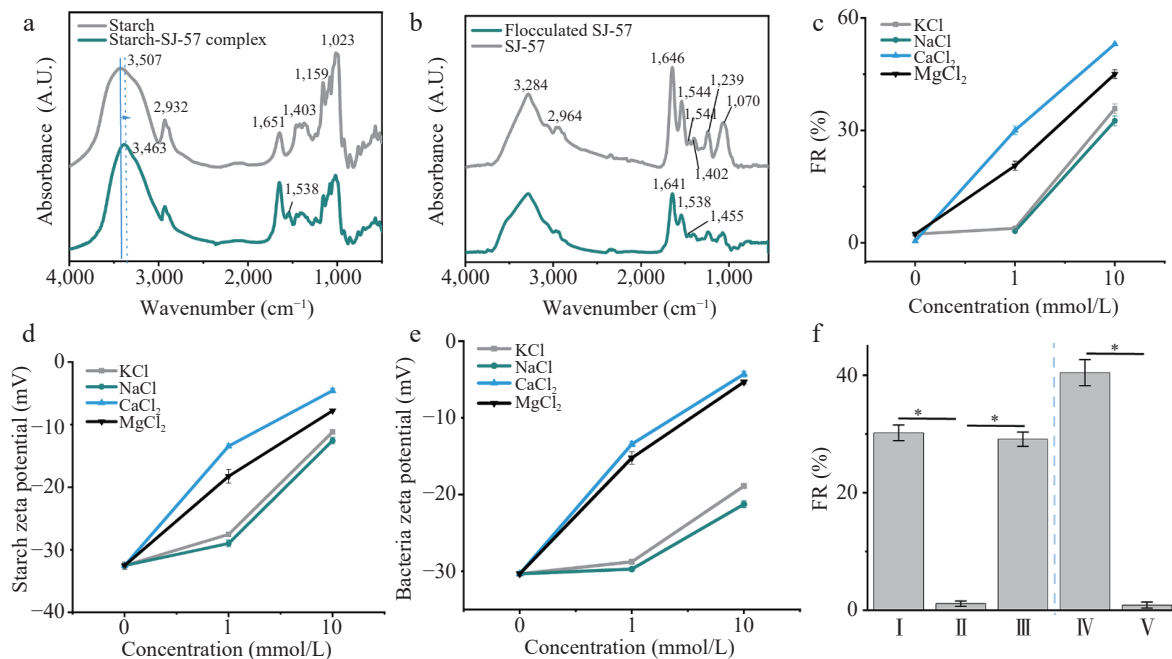 a
Starch
Starch-SJ-57 complex
3,507
2,932
1,651
1,403
1,159
1,023
3,463
1,538
Absorbance (A.U.)
4,000 3,000 2,000 1,000
Wavenumber (cm⁻¹)
b
Flocculated SJ-57
SJ-57
3,284
2,964
1,646
1,544
1,541
1,402
1,239
1,070
1,641
1,538
1,455
Absorbance (A.U.)
4,000 3,000 2,000 1,000
Wavenumber (cm⁻¹)
c
KCl
NaCl
CaCl₂
MgCl₂
FR (%)
60
30
0
0 1 10
Concentration (mmol/L)
d
KCl
NaCl
CaCl₂
MgCl₂
Starch zeta potential (mV)
0
−10
−20
−30
−40
0 1 10
Concentration (mmol/L)
e
KCl
NaCl
CaCl₂
MgCl₂
Bacteria zeta potential (mV)
0
−10
−20
−30
0 1 10
Concentration (mmol/L)
f
FR (%)
40
20
0
*
*
*
Ⅰ Ⅱ Ⅲ Ⅳ Ⅴ